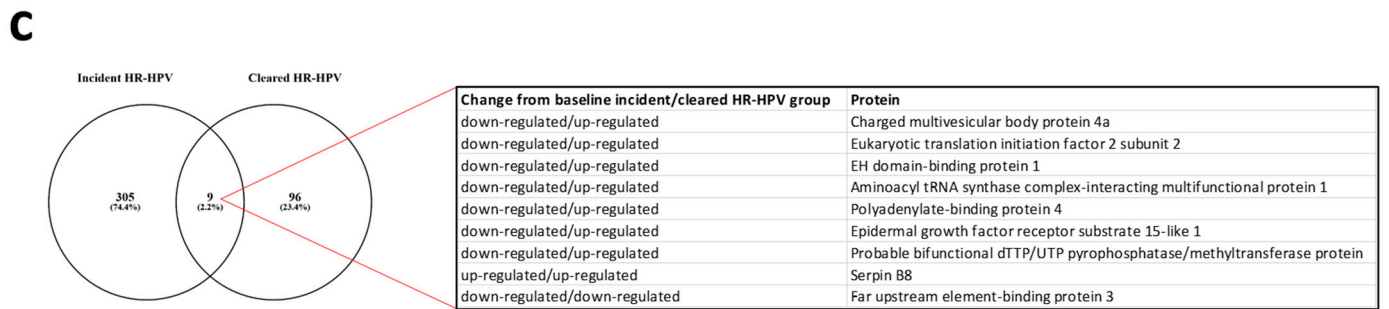 C
Incident HR-HPV
Cleared HR-HPV
305
(74.4%)
9
(2.2%)
96
(23.4%)
Change from baseline incident/cleared HR-HPV group Protein
down-regulated/up-regulated Charged multivesicular body protein 4a
down-regulated/up-regulated Eukaryotic translation initiation factor 2 subunit 2
down-regulated/up-regulated EH domain-binding protein 1
down-regulated/up-regulated Aminoacyl tRNA synthase complex-interacting multifunctional protein 1
down-regulated/up-regulated Polyadenylate-binding protein 4
down-regulated/up-regulated Epidermal growth factor receptor substrate 15-like 1
down-regulated/up-regulated Probable bifunctional dTTP/UTP pyrophosphatase/methyltransferase protein
up-regulated/up-regulated Serpin B8
down-regulated/down-regulated Far upstream element-binding protein 3